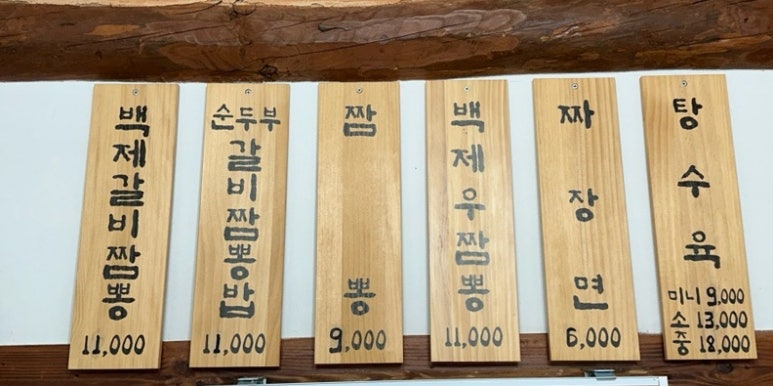 백제갈비짬뽕
11,000
순두부
갈비짬뽕밥
11,000
짬뽕
9,000
백제우짬뽕
11,000
짜장면
6,000
탕수육
미니 9,000
소 13,000
중 18,000